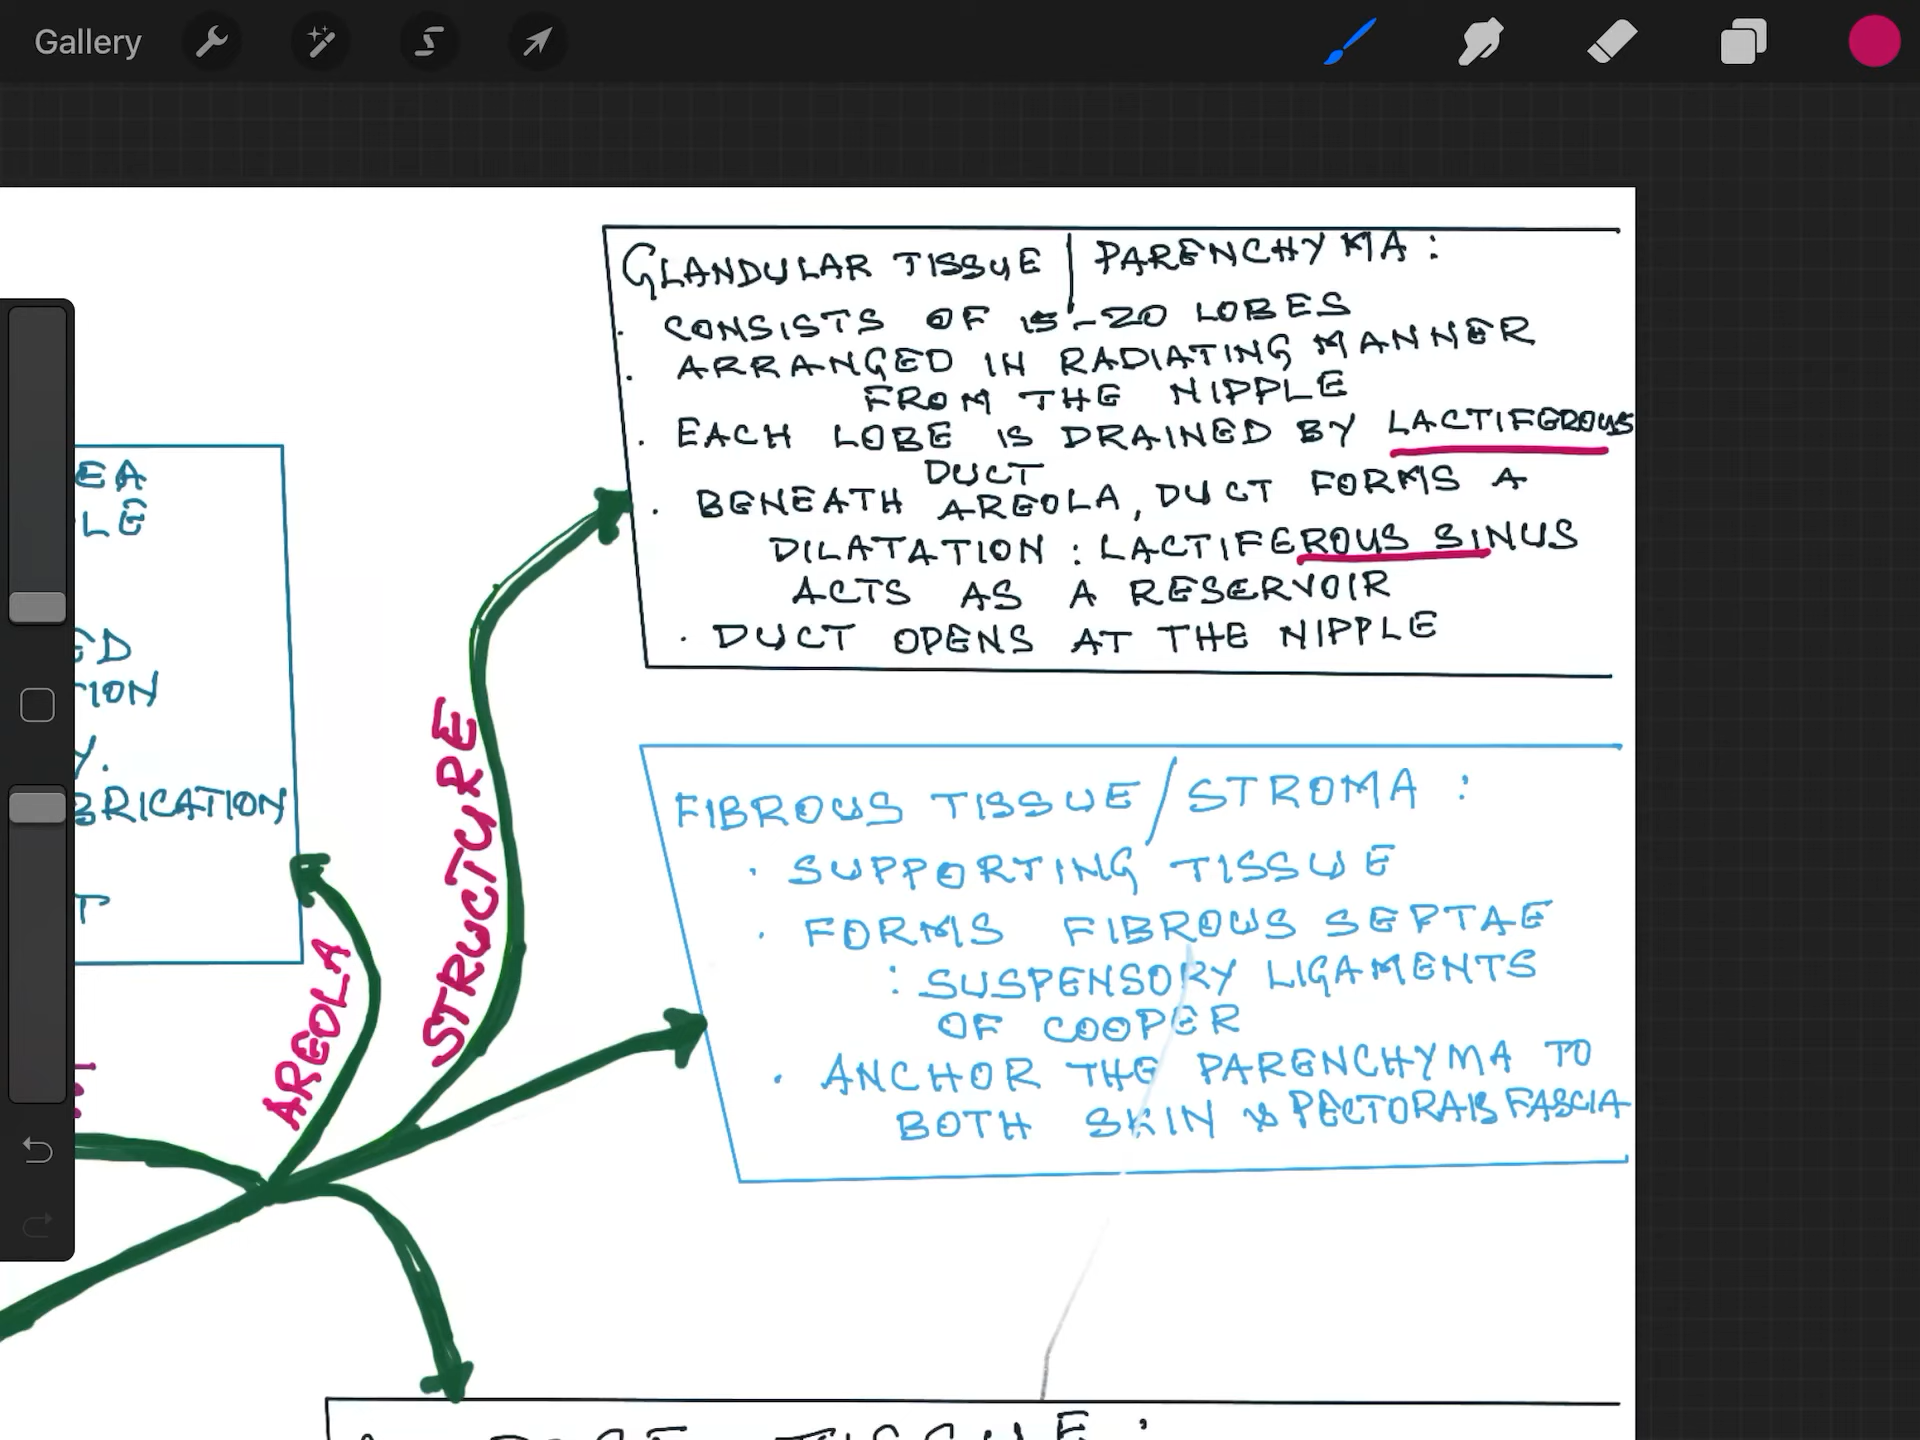 Gallery
GLANDULAR TISSUE | PARENCHYMA :
. CONSISTS OF 15-20 LOBES
. ARRANGED IN RADIATING MANNER
FROM THE NIPPLE
. EACH LOBE IS DRAINED BY LACTIFEROUS
DUCT
. BENEATH AREOLA, DUCT FORMS A
DILATATION : LACTIFEROUS SINUS
ACTS AS A RESERVOIR
. DUCT OPENS AT THE NIPPLE
EA
LE
ED
TION
Y.
BRICATION
T
STRUCTURE
AREOLA
FIBROUS TISSUE / STROMA :
. SUPPORTING TISSUE
. FORMS FIBROUS SEPTAE
: SUSPENSORY LIGAMENTS
OF COOPER
. ANCHOR THE PARENCHYMA TO
BOTH SKIN & PECTORALIS FASCIA
TISSUE :